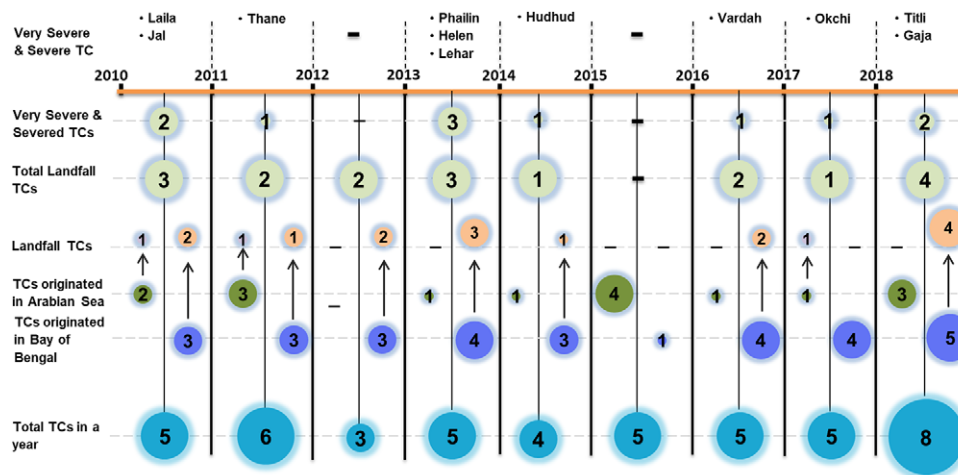 • Laila • Thane • Phailin • Hudhud • Vardah • Okchi • Titli
Very Severe • Jal - • Helen - • Gaja
& Severe TC • Lehar
2010 2011 2012 2013 2014 2015 2016 2017 2018
Very Severe &
Severed TCs 2 1 - 3 1 - 1 1 2
Total Landfall
TCs 3 2 2 3 1 - 2 1 4
Landfall TCs 1 2 1 1 - 2 - 3 - 1 - - - 2 1 - - 4
TCs originated
in Arabian Sea 2 3 - 1 1 4 1 1 3
TCs originated
in Bay of
Bengal 3 3 3 4 3 1 4 4 5
Total TCs in a
year 5 6 3 5 4 5 5 5 8